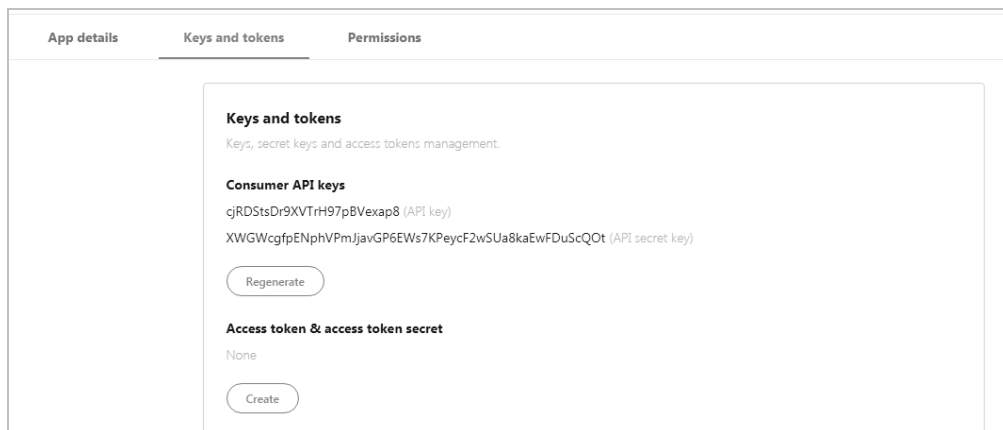 App details Keys and tokens Permissions
Keys and tokens
Keys, secret keys and access tokens management.
Consumer API keys
cjRDStsDr9XVTrH97pBVexap8 (API key)
XWGWcgfpENphVPmJjavGP6EWs7KPeycF2wSUa8kaEwFDuScQOt (API secret key)
Regenerate
Access token & access token secret
None
Create